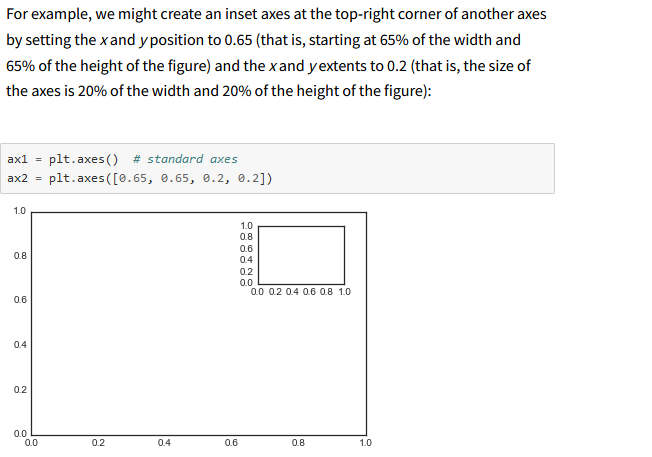 For example, we might create an inset axes at the top-right corner of another axes
by setting the x and y position to 0.65 (that is, starting at 65% of the width and
65% of the height of the figure) and the x and y extents to 0.2 (that is, the size of
the axes is 20% of the width and 20% of the height of the figure):
ax1 = plt.axes()  # standard axes
ax2 = plt.axes([0.65, 0.65, 0.2, 0.2])
1.0
0.8
0.6
0.4
0.2
0.0
0.0 0.2 0.4 0.6 0.8 1.0
1.0
0.8
0.6
0.4
0.2
0.0
0.0 0.2 0.4 0.6 0.8 1.0